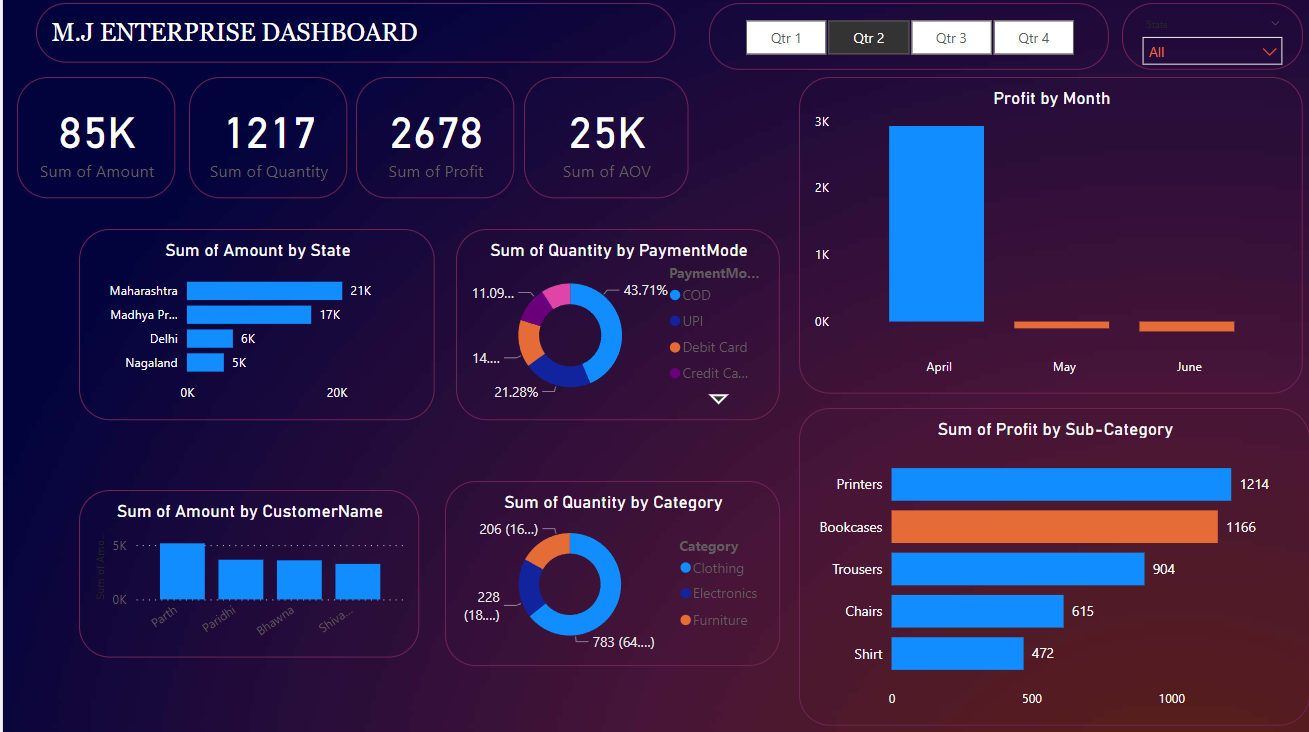 M.J ENTERPRISE DASHBOARD
Qtr 1
Qtr 2
Qtr 3
Qtr 4
State
All
85K
Sum of Amount
1217
Sum of Quantity
2678
Sum of Profit
25K
Sum of AOV
Profit by Month
3K
2K
1K
0K
April
May
June
Sum of Amount by State
Maharashtra
21K
Madhya Pr...
17K
Delhi
6K
Nagaland
5K
0K
20K
Sum of Quantity by PaymentMode
11.09...
43.71%
14....
21.28%
PaymentMo...
COD
UPI
Debit Card
Credit Ca...
Sum of Profit by Sub-Category
Printers
1214
Bookcases
1166
Trousers
904
Chairs
615
Shirt
472
0
500
1000
Sum of Amount by CustomerName
Sum of Amo...
5K
0K
Parth
Paridhi
Bhawna
Shiva...
Sum of Quantity by Category
206 (16...)
228
(18....)
783 (64....)
Category
Clothing
Electronics
Furniture